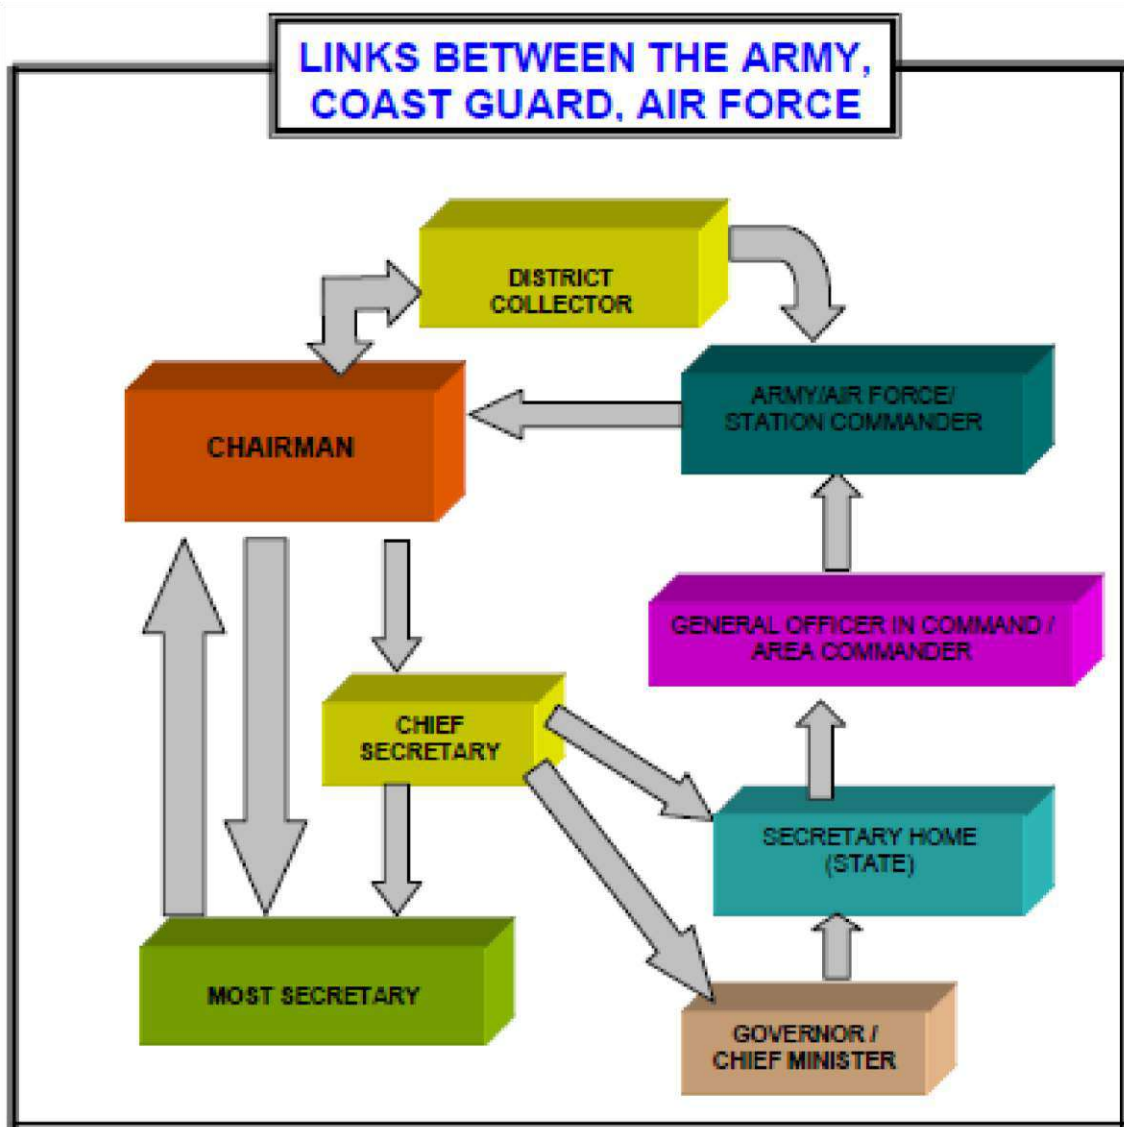 LINKS BETWEEN THE ARMY,
COAST GUARD, AIR FORCE
DISTRICT
COLLECTOR
CHAIRMAN
ARMY/AIR FORCE/
STATION COMMANDER
GENERAL OFFICER IN COMMAND /
AREA COMMANDER
CHIEF
SECRETARY
SECRETARY HOME
(STATE)
MOST SECRETARY
GOVERNOR /
CHIEF MINISTER